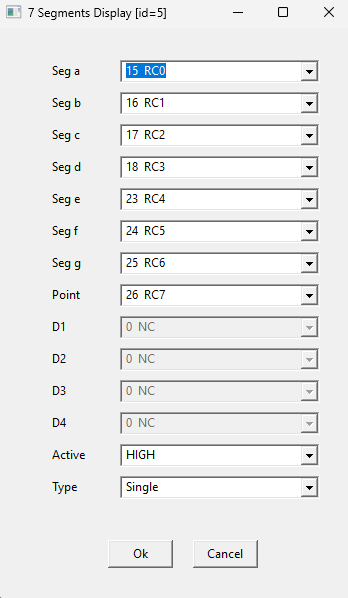 7 Segments Display [id=5]
Seg a 15 RC0
Seg b 16 RC1
Seg c 17 RC2
Seg d 18 RC3
Seg e 23 RC4
Seg f 24 RC5
Seg g 25 RC6
Point 26 RC7
D1 0 NC
D2 0 NC
D3 0 NC
D4 0 NC
Active HIGH
Type Single
Ok Cancel